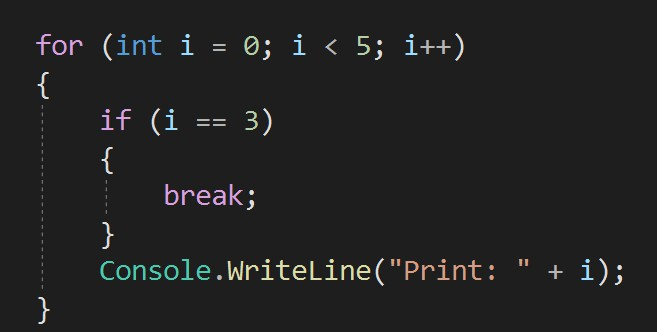 for (int i = 0; i < 5; i++)
{
    if (i == 3)
    {
        break;
    }
    Console.WriteLine("Print: " + i);
}